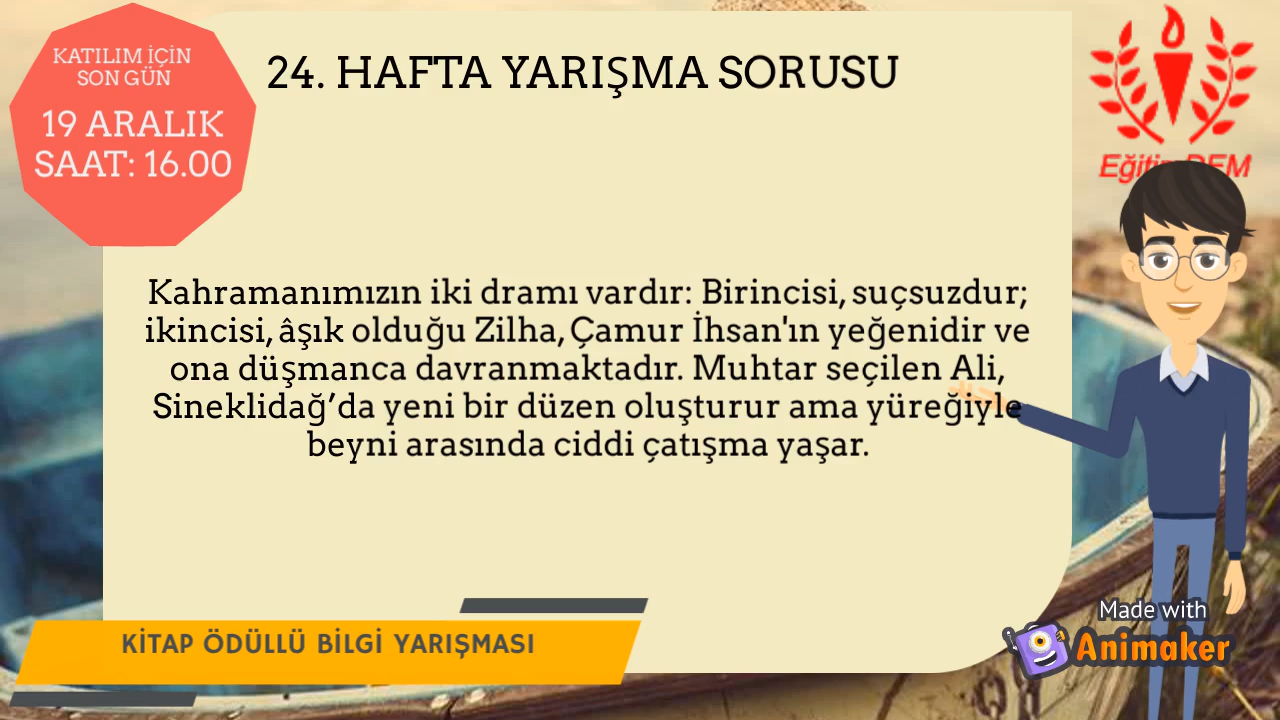 KATILIM İÇİN
SON GÜN
19 ARALIK
SAAT: 16.00
24. HAFTA YARIŞMA SORUSU
Eğitim DEM
Kahramanımızın iki dramı vardır: Birincisi, suçsuzdur;
ikincisi, âşık olduğu Zilha, Çamur İhsan'ın yeğenidir ve
ona düşmanca davranmaktadır. Muhtar seçilen Ali,
Sineklidağ’da yeni bir düzen oluşturur ama yüreğiyle
beyni arasında ciddi çatışma yaşar.
KİTAP ÖDÜLLÜ BİLGİ YARIŞMASI
Made with
Animaker